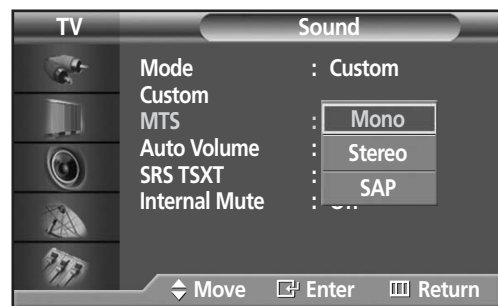 TV Sound
Mode : Custom
Custom
MTS : Mono
Auto Volume : Stereo
SRS TSXT : SAP
Internal Mute :
Move Enter Return